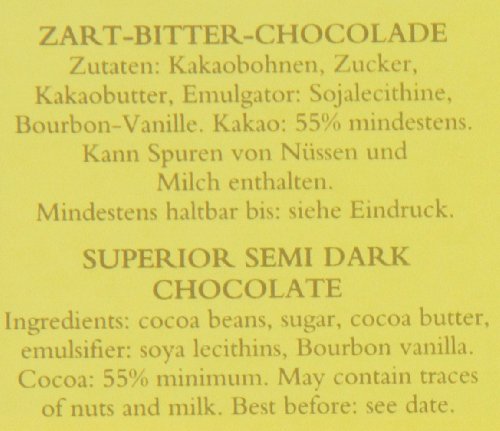 ZART-BITTER-CHOCOLADE
Zutaten: Kakaobohnen, Zucker,
Kakaobutter, Emulgator: Sojalecithine,
Bourbon-Vanille. Kakao: 55% mindestens.
Kann Spuren von Nüssen und
Milch enthalten.
Mindestens haltbar bis: siehe Eindruck.
SUPERIOR SEMI DARK
CHOCOLATE
Ingredients: cocoa beans, sugar, cocoa butter,
emulsifier: soya lecithins, Bourbon vanilla.
Cocoa: 55% minimum. May contain traces
of nuts and milk. Best before: see date.